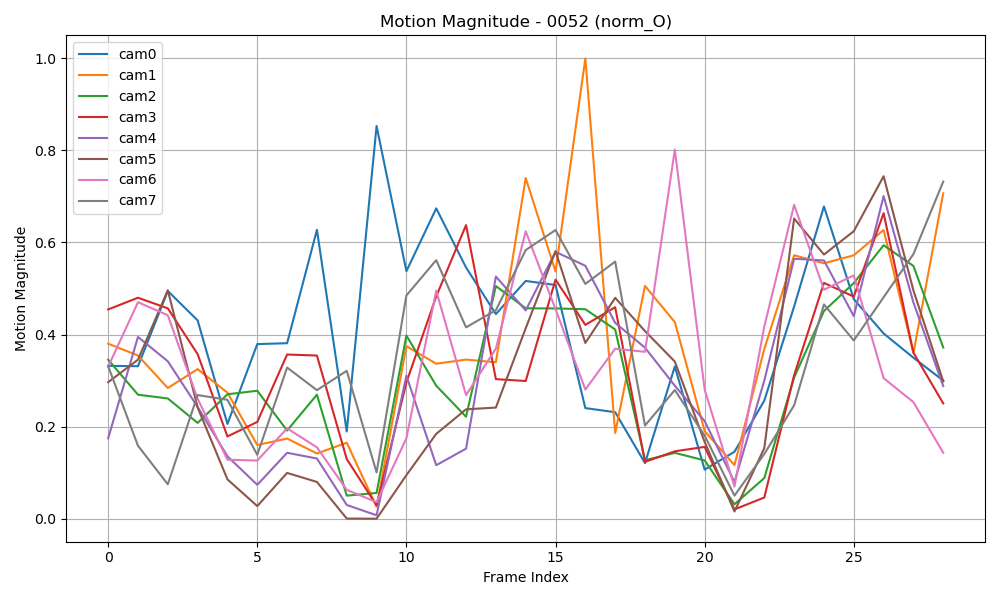 Motion Magnitude - 0052 (norm_O)
cam0
cam1
cam2
cam3
cam4
cam5
cam6
cam7
Motion Magnitude
1.0
0.8
0.6
0.4
0.2
0.0
0 5 10 15 20 25
Frame Index